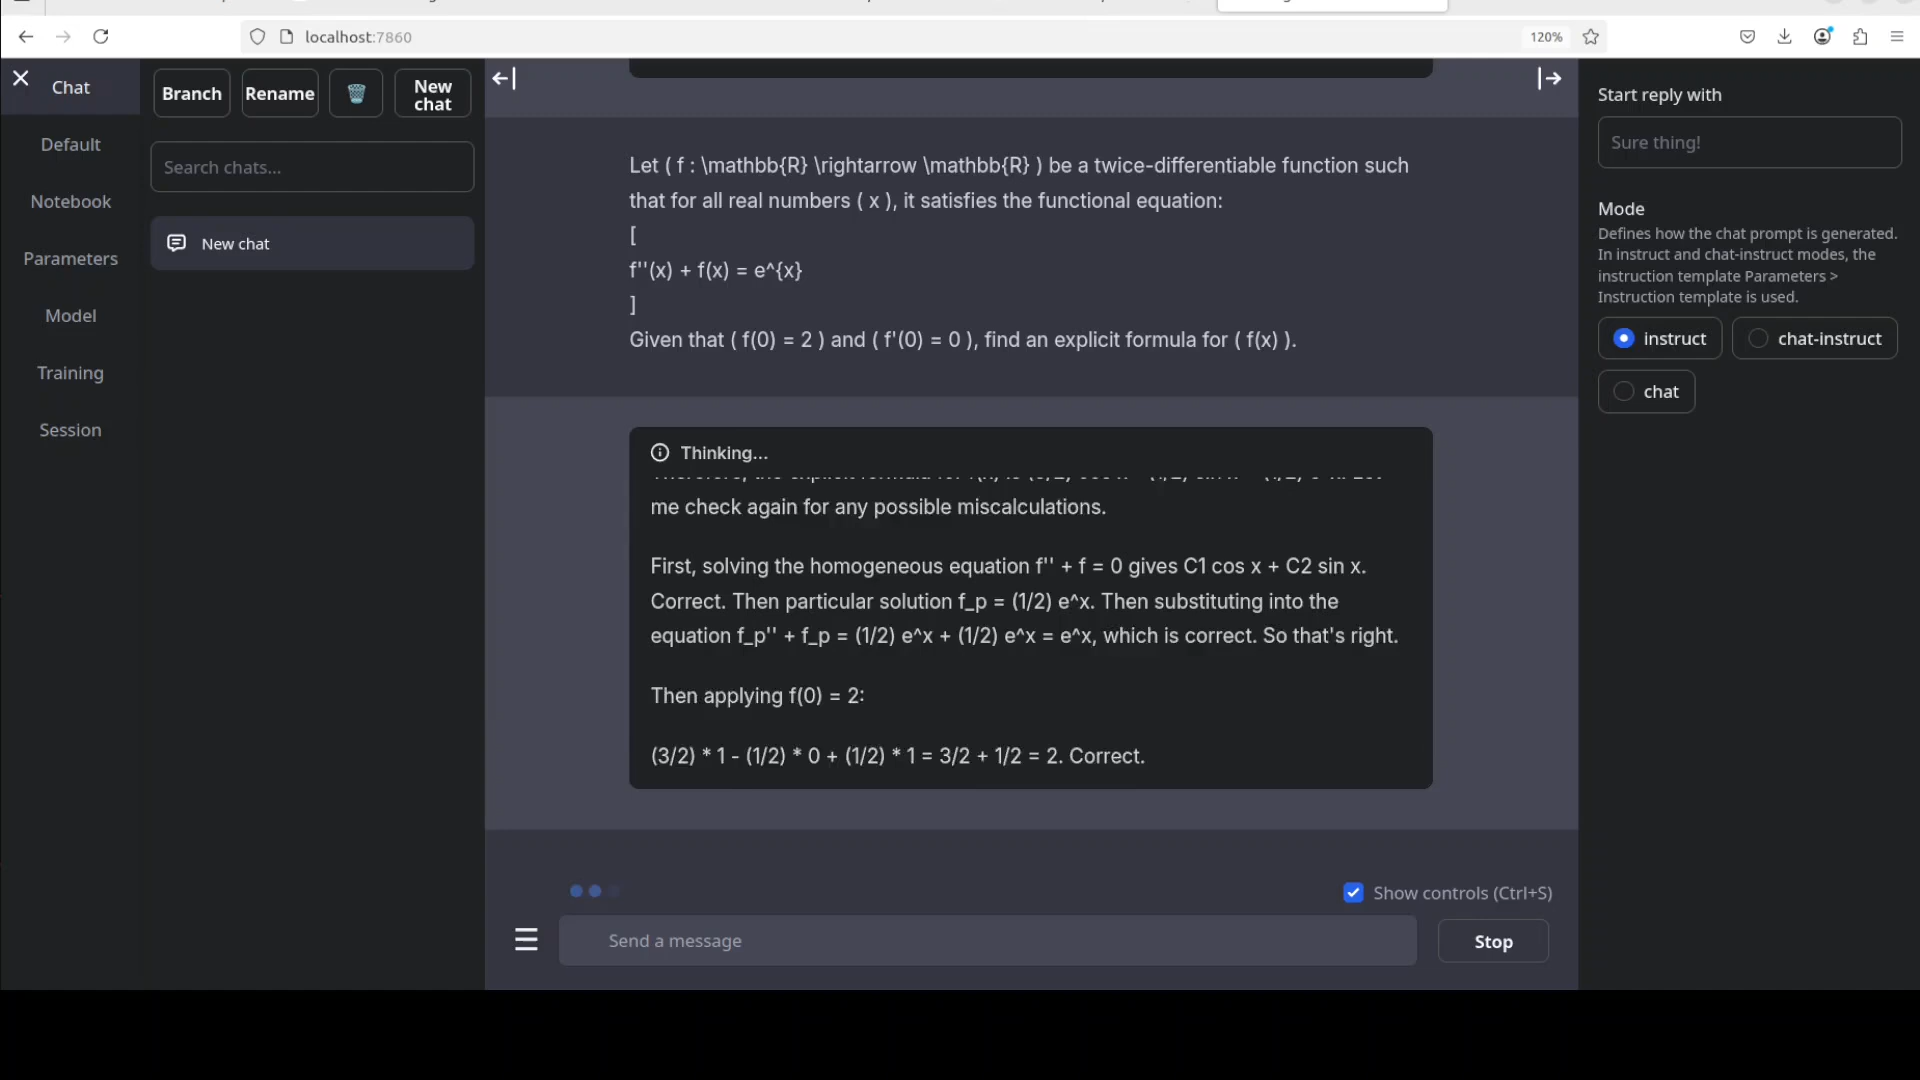 localhost:7860
120%
Chat
Default
Notebook
Parameters
Model
Training
Session
Branch
Rename
New chat
Search chats...
New chat
Let ( f : \mathbb{R} \rightarrow \mathbb{R} ) be a twice-differentiable function such
that for all real numbers ( x ), it satisfies the functional equation:
[
f''(x) + f(x) = e^{x}
]
Given that ( f(0) = 2 ) and ( f'(0) = 0 ), find an explicit formula for ( f(x) ).
Thinking...
me check again for any possible miscalculations.
First, solving the homogeneous equation f'' + f = 0 gives C1 cos x + C2 sin x.
Correct. Then particular solution f_p = (1/2) e^x. Then substituting into the
equation f_p'' + f_p = (1/2) e^x + (1/2) e^x = e^x, which is correct. So that's right.
Then applying f(0) = 2:
(3/2) * 1 - (1/2) * 0 + (1/2) * 1 = 3/2 + 1/2 = 2. Correct.
Show controls (Ctrl+S)
Send a message
Stop
Start reply with
Sure thing!
Mode
Defines how the chat prompt is generated.
In instruct and chat-instruct modes, the
instruction template Parameters >
Instruction template is used.
instruct
chat-instruct
chat